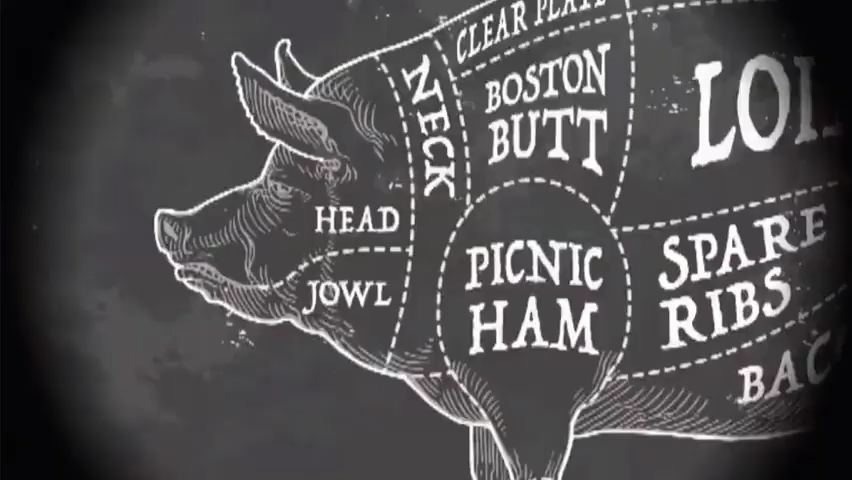 CLEAR PLATE
NECK
BOSTON
BUTT
HEAD
JOWL
PICNIC
HAM
SPARE
RIBS